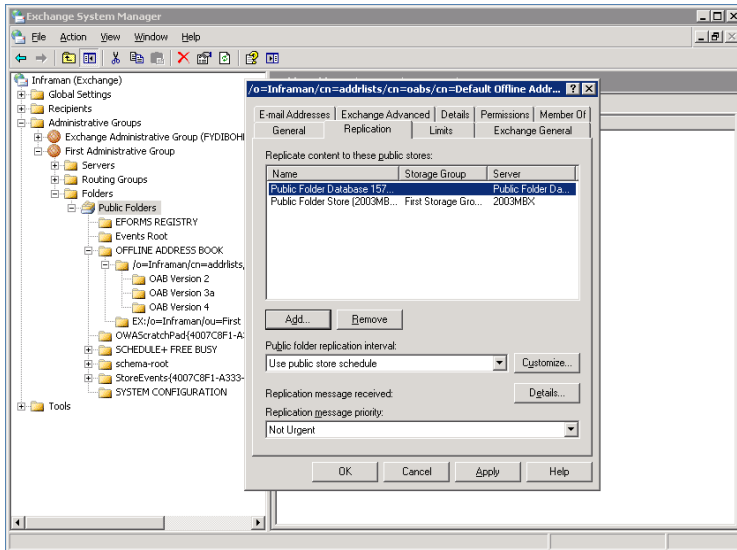 Exchange System Manager
File Action View Window Help
Inframan (Exchange)
Global Settings
Recipients
Administrative Groups
Exchange Administrative Group (FYDIBOH
First Administrative Group
Servers
Routing Groups
Folders
Public Folders
EFORMS REGISTRY
Events Root
OFFLINE ADDRESS BOOK
/o=Inframan/cn=addrlists,
OAB Version 2
OAB Version 3a
OAB Version 4
EX:/o=Inframan/ou=First
OWAScratchPad{4007C8F1-A3
SCHEDULE+ FREE BUSY
schema-root
StoreEvents{4007C8F1-A333-
SYSTEM CONFIGURATION
Tools
/o=Inframan/cn=addrlists/cn=oabs/cn=Default Offline Addr...
E-mail Addresses Exchange Advanced Details Permissions Member Of
General Replication Limits Exchange General
Replicate content to these public stores:
Name Storage Group Server
Public Folder Database 157... Public Folder Da...
Public Folder Store (2003MB... First Storage Gro... 2003MBX
Add... Remove
Public folder replication interval:
Use public store schedule Customize...
Replication message received: Details...
Replication message priority:
Not Urgent
OK Cancel Apply Help